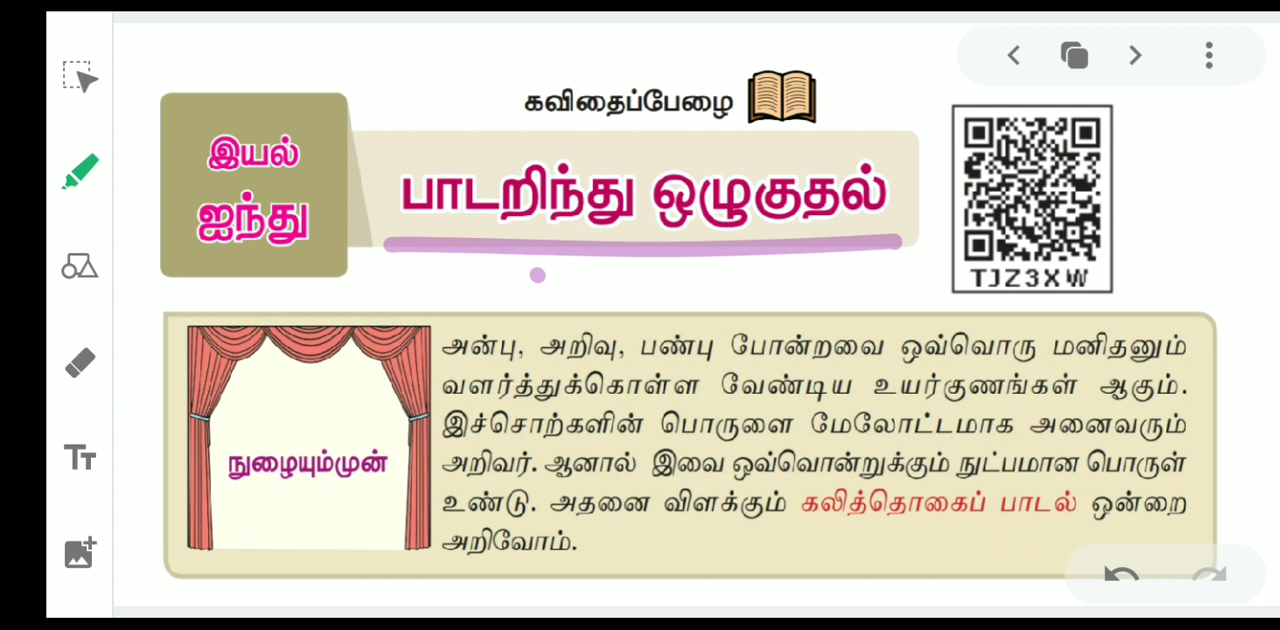 கவிதைப்பேழை
இயல்
ஐந்து
பாடறிந்து ஒழுகுதல்
TJZ3XW
நுழையும்முன்
அன்பு, அறிவு, பண்பு போன்றவை ஒவ்வொரு மனிதனும்
வளர்த்துக்கொள்ள வேண்டிய உயர்குணங்கள் ஆகும்.
இச்சொற்களின் பொருளை மேலோட்டமாக அனைவரும்
அறிவர். ஆனால் இவை ஒவ்வொன்றுக்கும் நுட்பமான பொருள்
உண்டு. அதனை விளக்கும் கலித்தொகைப் பாடல் ஒன்றை
அறிவோம்.
Tт